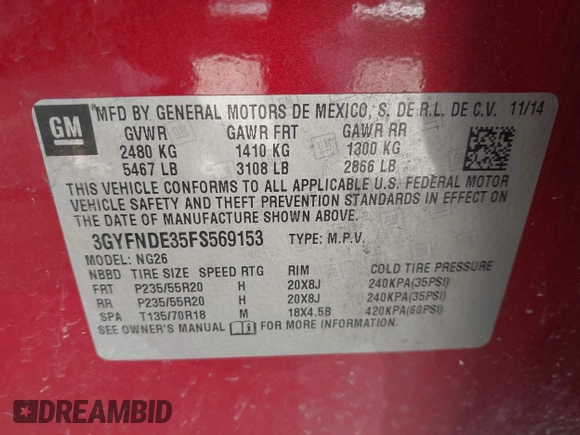 GM
MFD BY GENERAL MOTORS DE MEXICO, S. DE R.L. DE C.V. 11/14
GVWR GAWR FRT GAWR RR
2480 KG 1410 KG 1300 KG
5467 LB 3108 LB 2866 LB
THIS VEHICLE CONFORMS TO ALL APPLICABLE U.S. FEDERAL MOTOR
VEHICLE SAFETY AND THEFT PREVENTION STANDARDS IN EFFECT ON THE
DATE OF MANUFACTURE SHOWN ABOVE.
3GYFNDE35FS569153 TYPE: M.P.V.
MODEL: NG26
NBBD TIRE SIZE SPEED RTG RIM COLD TIRE PRESSURE
FRT P235/55R20 H 20X8J 240KPA(35PSI)
RR P235/55R20 H 20X8J 240KPA(35PSI)
SPA T135/70R18 M 18X4.5B 420KPA(60PSI)
SEE OWNER'S MANUAL FOR MORE INFORMATION.
DREAMBID